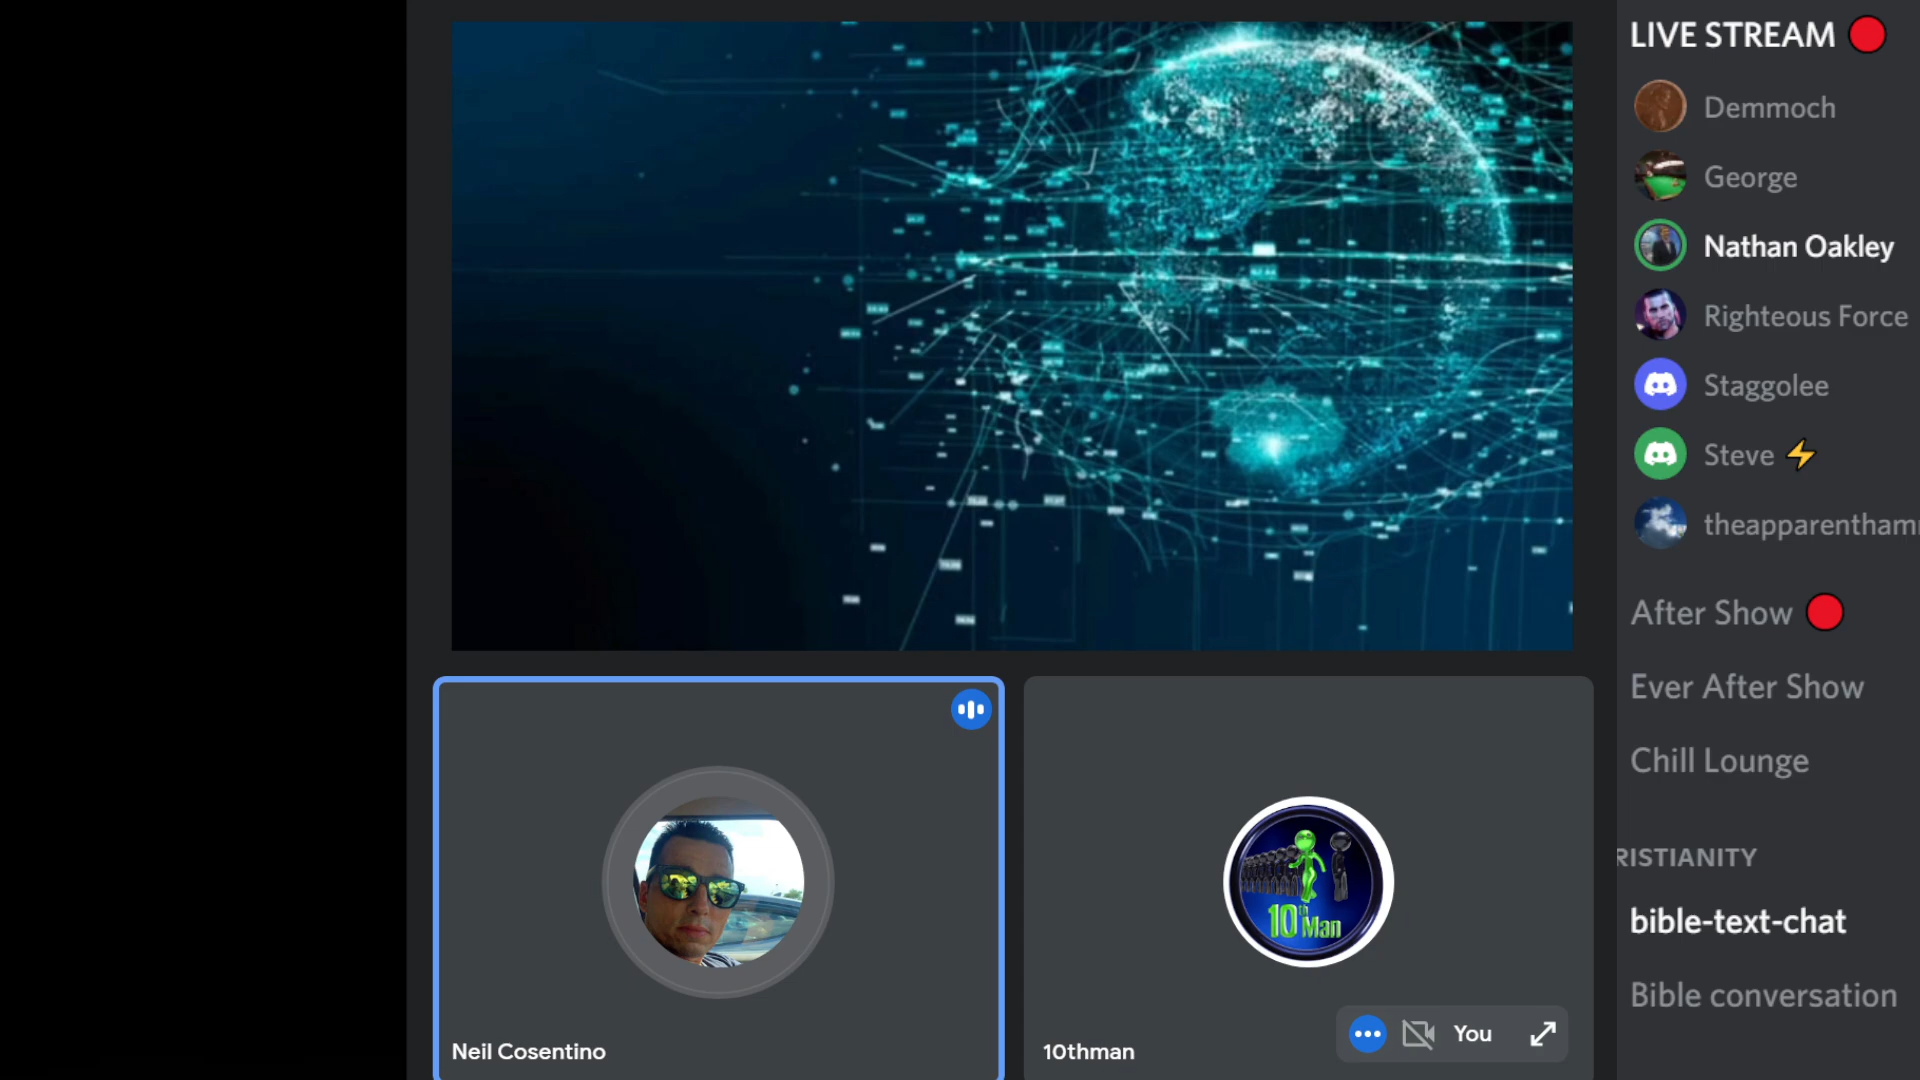 LIVE STREAM
Demmoch
George
Nathan Oakley
Righteous Force
Staggolee
Steve
theapparentham
After Show
Ever After Show
Chill Lounge
RISTIANITY
bible-text-chat
Bible conversation
10th Man
Neil Cosentino
10thman
You